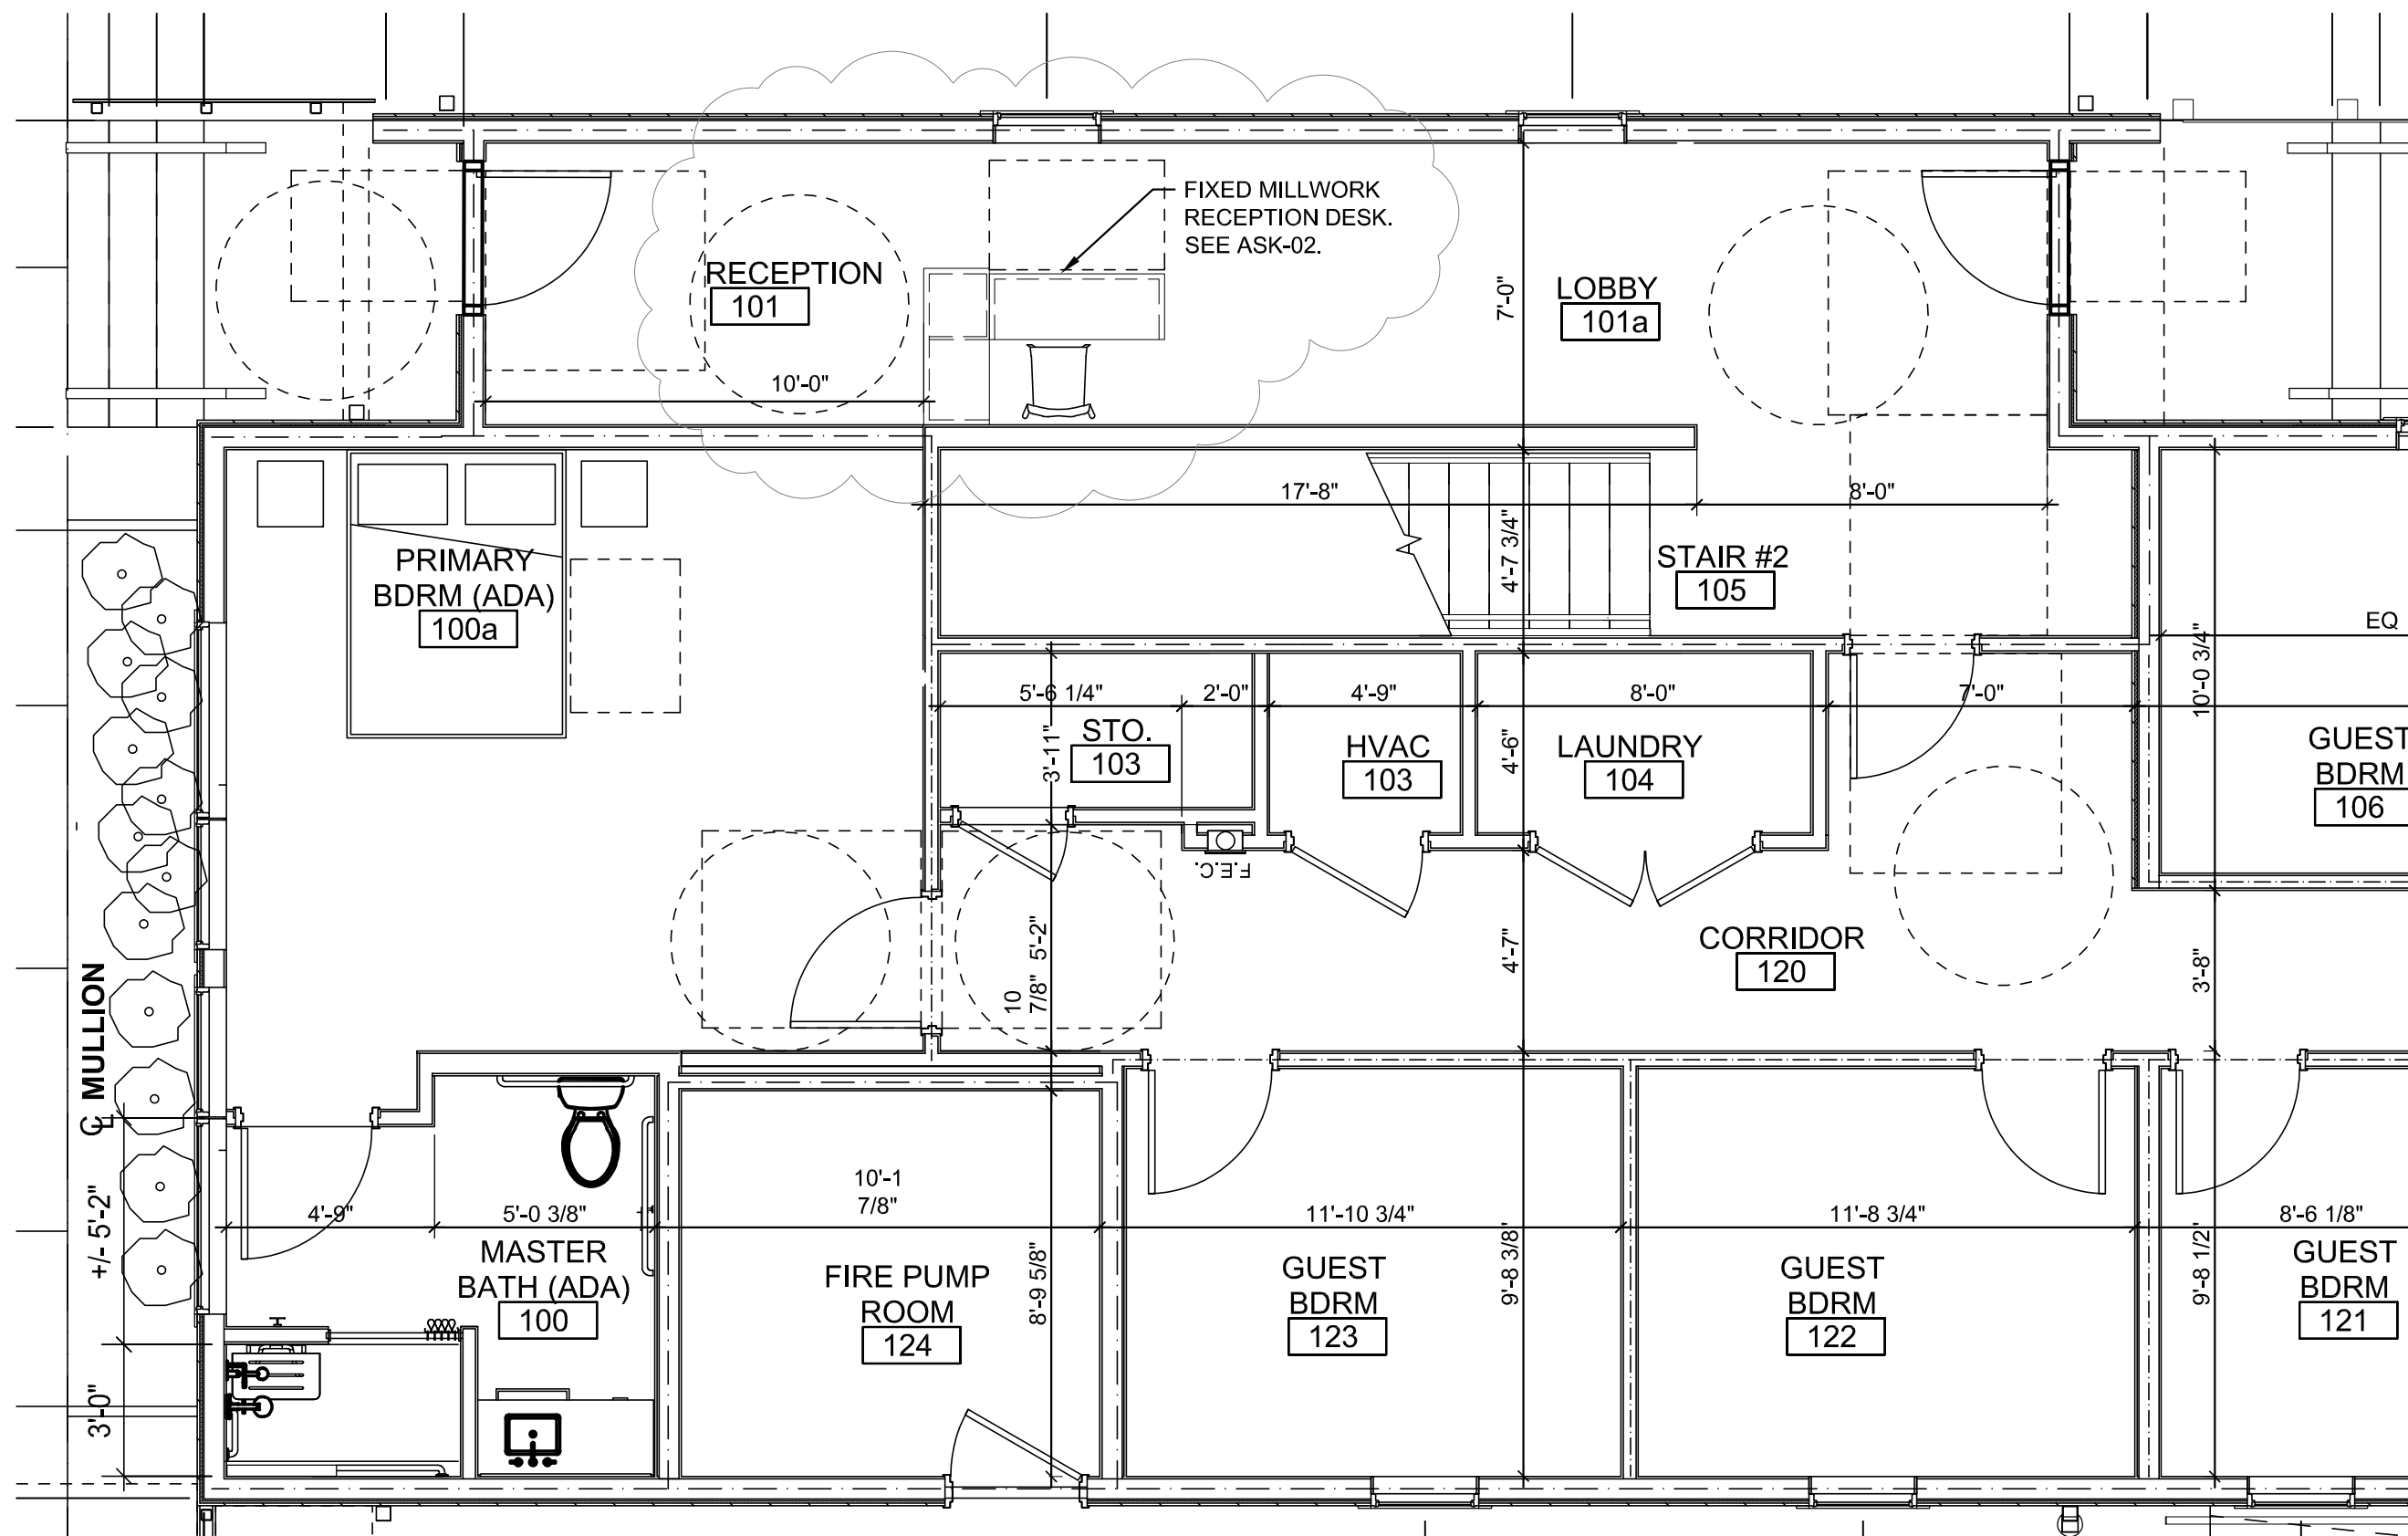 FIXED MILLWORK
RECEPTION DESK.
SEE ASK-02.
RECEPTION
101
LOBBY
101a
7'-0"
10'-0"
17'-8"
8'-0"
4'-7 3/4"
PRIMARY
BDRM (ADA)
100a
STAIR #2
105
EQ
10'-0 3/4"
5'-6 1/4"
2'-0"
4'-9"
8'-0"
7'-0"
3'-11"
STO.
103
HVAC
103
4'-6"
LAUNDRY
104
GUEST
BDRM
106
F.E.C.
5'-2"
10
7/8"
4'-7"
CORRIDOR
120
3'-8"
CL MULLION
+/- 5'-2"
3'-0"
4'-9"
5'-0 3/8"
10'-1
7/8"
11'-10 3/4"
11'-8 3/4"
8'-6 1/8"
MASTER
BATH (ADA)
100
FIRE PUMP
ROOM
124
8'-9 5/8"
GUEST
BDRM
123
9'-8 3/8"
GUEST
BDRM
122
9'-8 1/2"
GUEST
BDRM
121